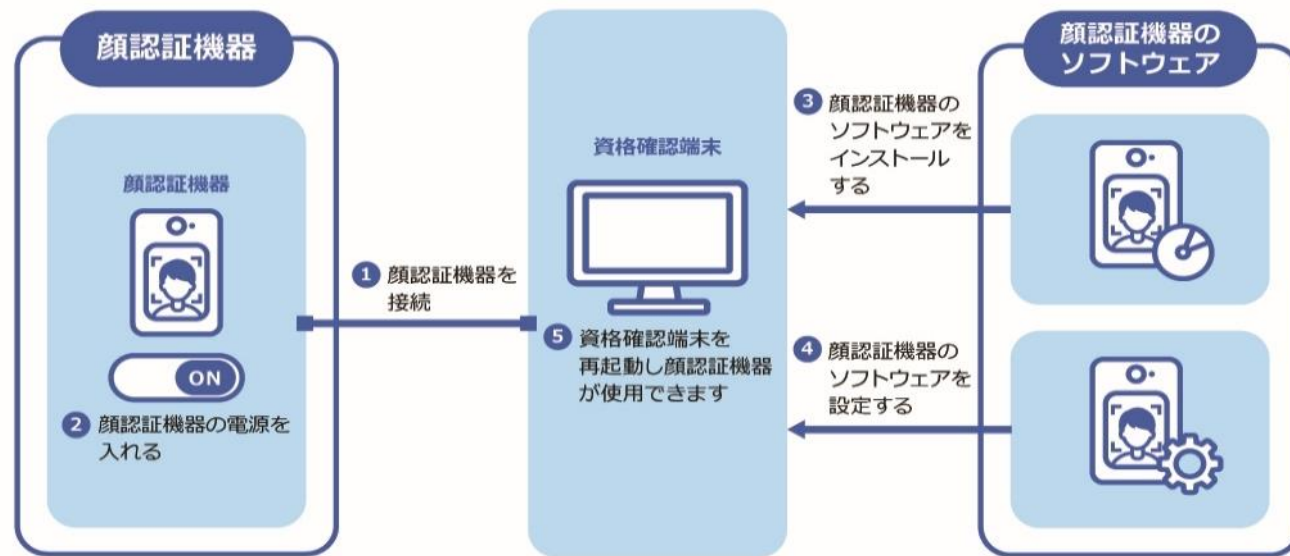 顔認証機器
顔認証機器
ON
❷ 顔認証機器の電源を
入れる
❶ 顔認証機器を
接続
資格確認端末
❺ 資格確認端末を
再起動し顔認証機器
が使用できます
❸ 顔認証機器の
ソフトウェアを
インストール
する
❹ 顔認証機器の
ソフトウェアを
設定する
顔認証機器の
ソフトウェア